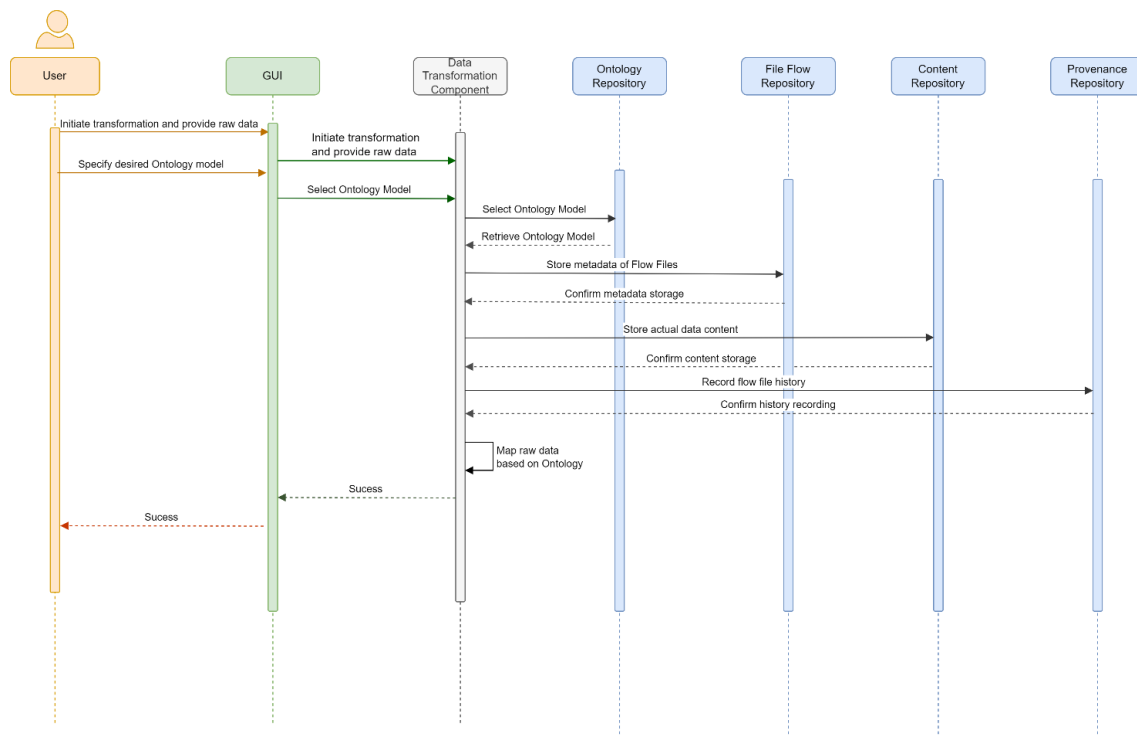 User
GUI
Data
Transformation
Component
Ontology
Repository
File Flow
Repository
Content
Repository
Provenance
Repository
Initiate transformation and provide raw data
Initiate transformation
and provide raw data
Specify desired Ontology model
Select Ontology Model
Select Ontology Model
Retrieve Ontology Model
Store metadata of Flow Files
Confirm metadata storage
Store actual data content
Confirm content storage
Record flow file history
Confirm history recording
Map raw data
based on Ontology
Sucess
Sucess